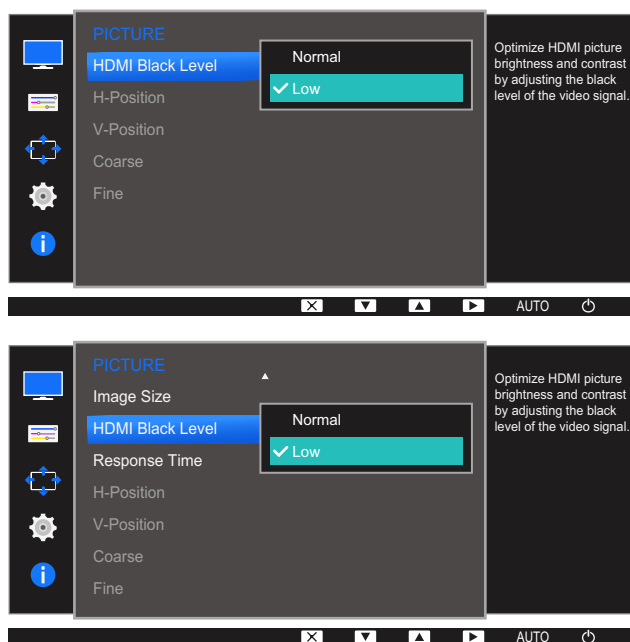 PICTURE
HDMI Black Level
Normal
Low
H-Position
V-Position
Coarse
Fine
Optimize HDMI picture
brightness and contrast
by adjusting the black
level of the video signal.
AUTO
PICTURE
Image Size
HDMI Black Level
Normal
Low
Response Time
H-Position
V-Position
Coarse
Fine
Optimize HDMI picture
brightness and contrast
by adjusting the black
level of the video signal.
AUTO